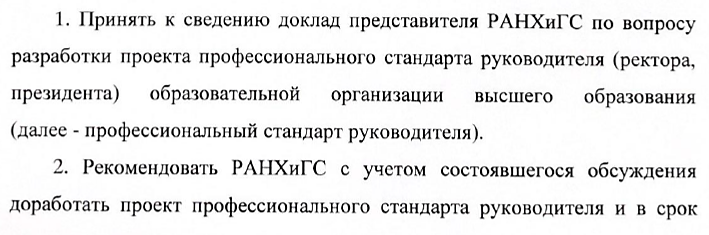 1. Принять к сведению доклад представителя РАНХиГС по вопросу
разработки проекта профессионального стандарта руководителя (ректора,
президента) образовательной организации высшего образования
(далее - профессиональный стандарт руководителя).
2. Рекомендовать РАНХиГС с учетом состоявшегося обсуждения
доработать проект профессионального стандарта руководителя и в срок